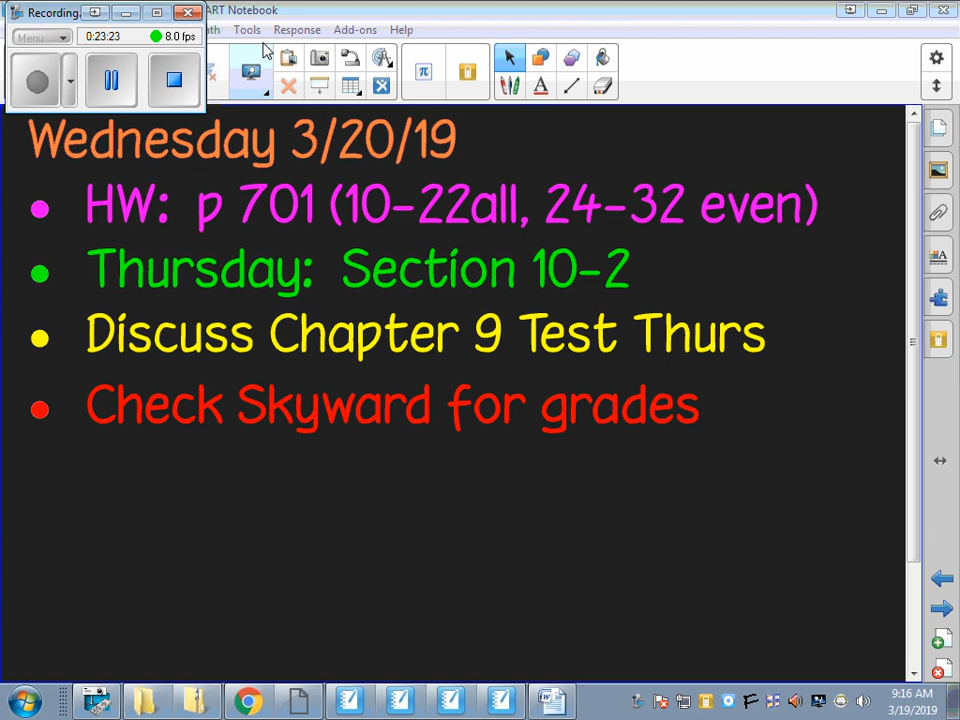 Recording...
ART Notebook
Menu
0:23:23
8.0 fps
ath Tools Response Add-ons Help
Wednesday 3/20/19
• HW: p 701 (10-22all, 24-32 even)
• Thursday: Section 10-2
• Discuss Chapter 9 Test Thurs
• Check Skyward for grades
9:16 AM
3/19/2019